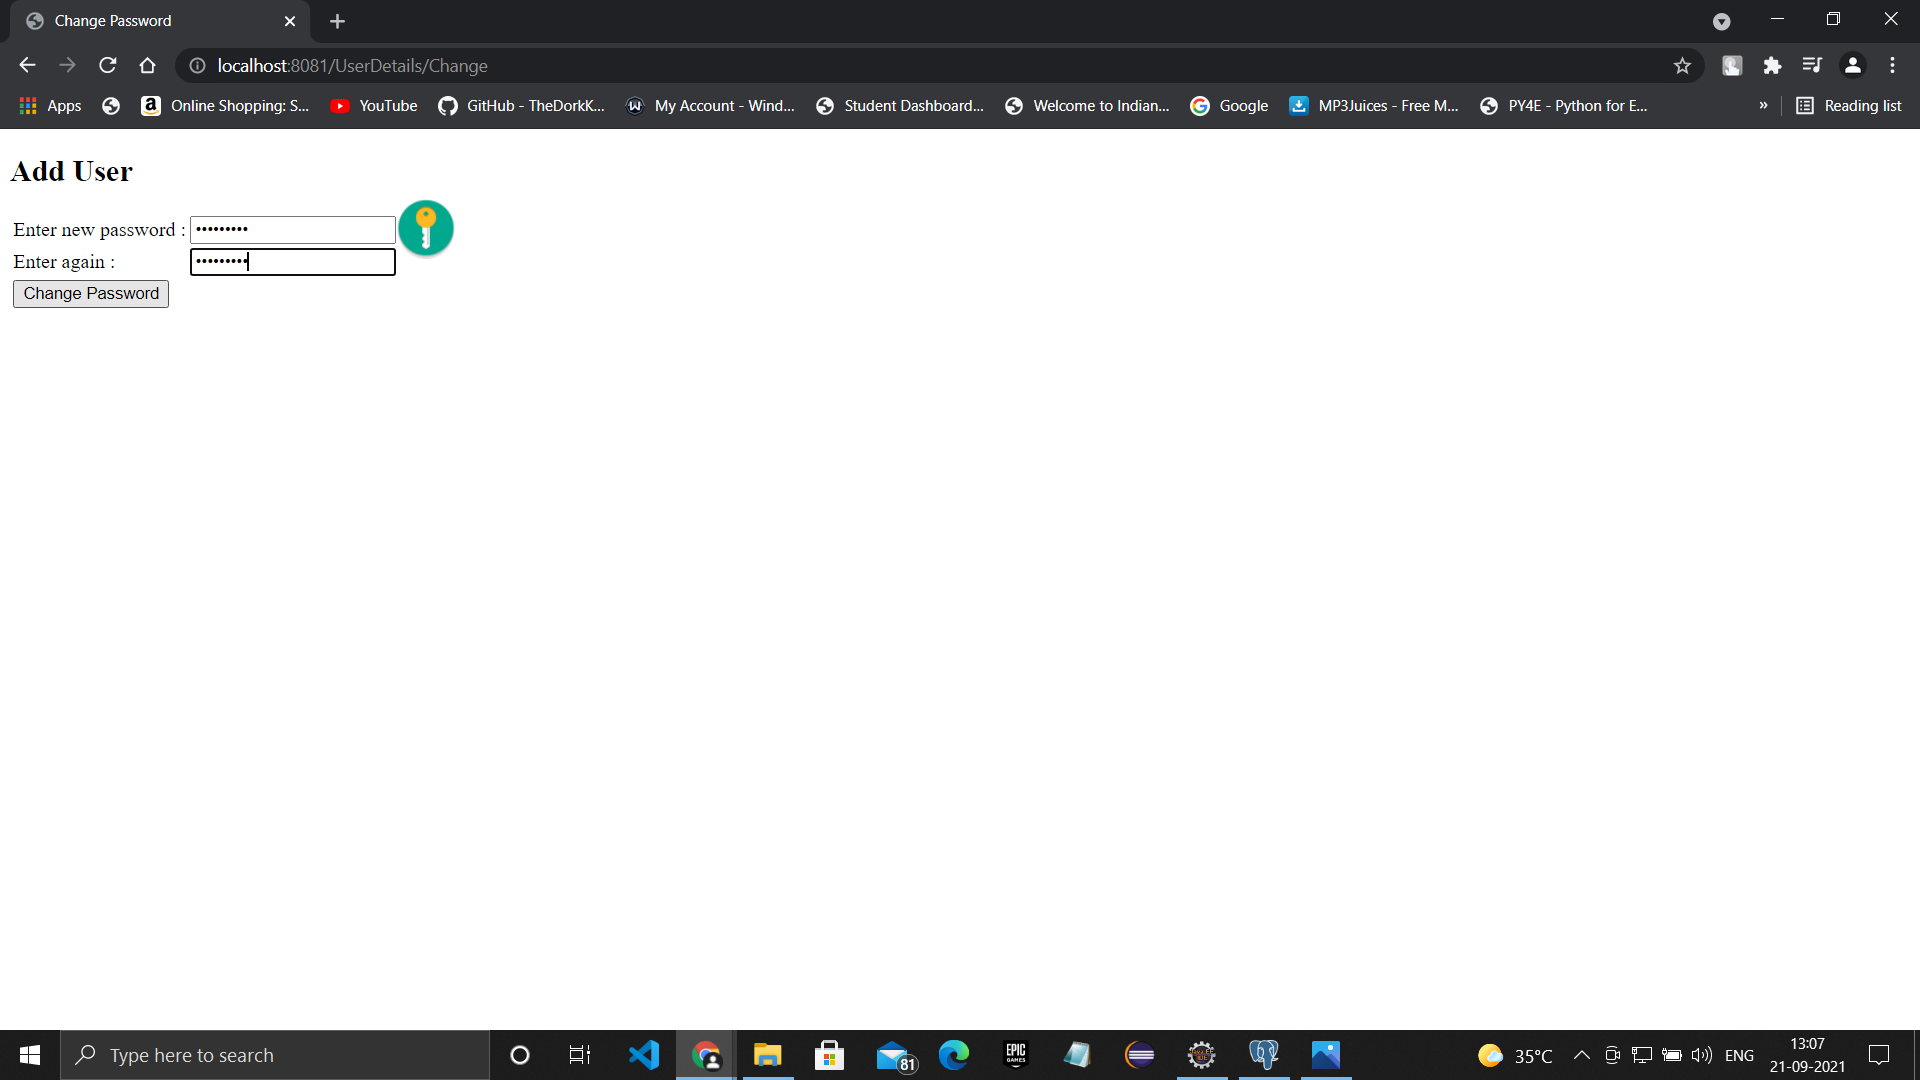 Change Password
localhost:8081/UserDetails/Change
Apps
a
Online Shopping: S...
YouTube
GitHub - TheDorkK...
My Account - Wind...
Student Dashboard...
Welcome to Indian...
Google
MP3Juices - Free M...
PY4E - Python for E...
»
Reading list
Add User
Enter new password : •••••••••
Enter again : •••••••••
Change Password
Type here to search
81
EPIC
GAMES
35°C
ENG
13:07
21-09-2021